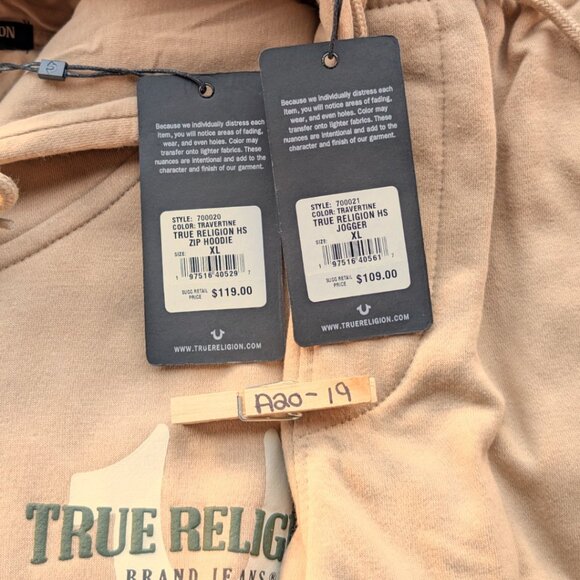 ON
Because we individually distress each
item, you will notice areas of fading,
wear, and even holes. Color may
transfer onto lighter fabrics. These
nuances are intentional and add to the
character and finish of our garment.
STYLE: 700020
COLOR: TRAVERTINE
TRUE RELIGION HS
ZIP HOODIE
SIZE: XL
1 97516 40529 7
SUGG RETAIL
PRICE $119.00
WWW.TRUERELIGION.COM
Because we individually distress each
item, you will notice areas of fading,
wear, and even holes. Color may
transfer onto lighter fabrics. These
nuances are intentional and add to the
character and finish of our garment.
STYLE: 700021
COLOR: TRAVERTINE
TRUE RELIGION HS
JOGGER
SIZE: XL
1 97516 40561 7
SUGG RETAIL
PRICE $109.00
WWW.TRUERELIGION.COM
A20-19
TRUE RELIG
BRAND JEANS®